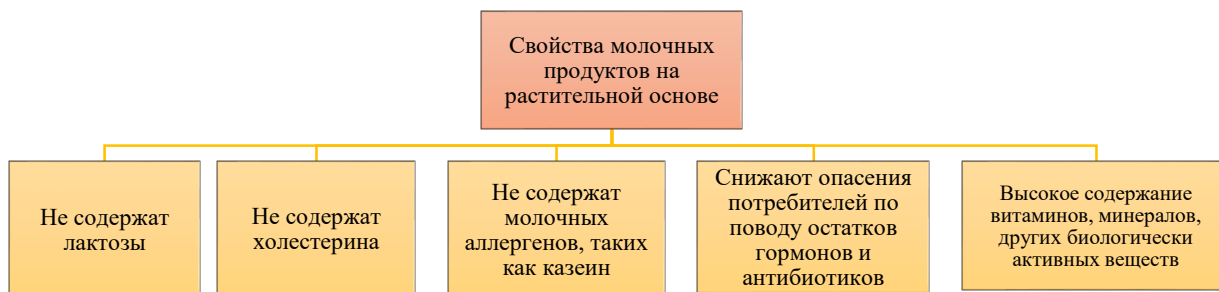 Свойства молочных
продуктов на
растительной основе
Не содержат
лактозы
Не содержат
холестерина
Не содержат
молочных
аллергенов, таких
как казеин
Снижают опасения
потребителей по
поводу остатков
гормонов и
антибиотиков
Высокое содержание
витаминов, минералов,
других биологически
активных веществ